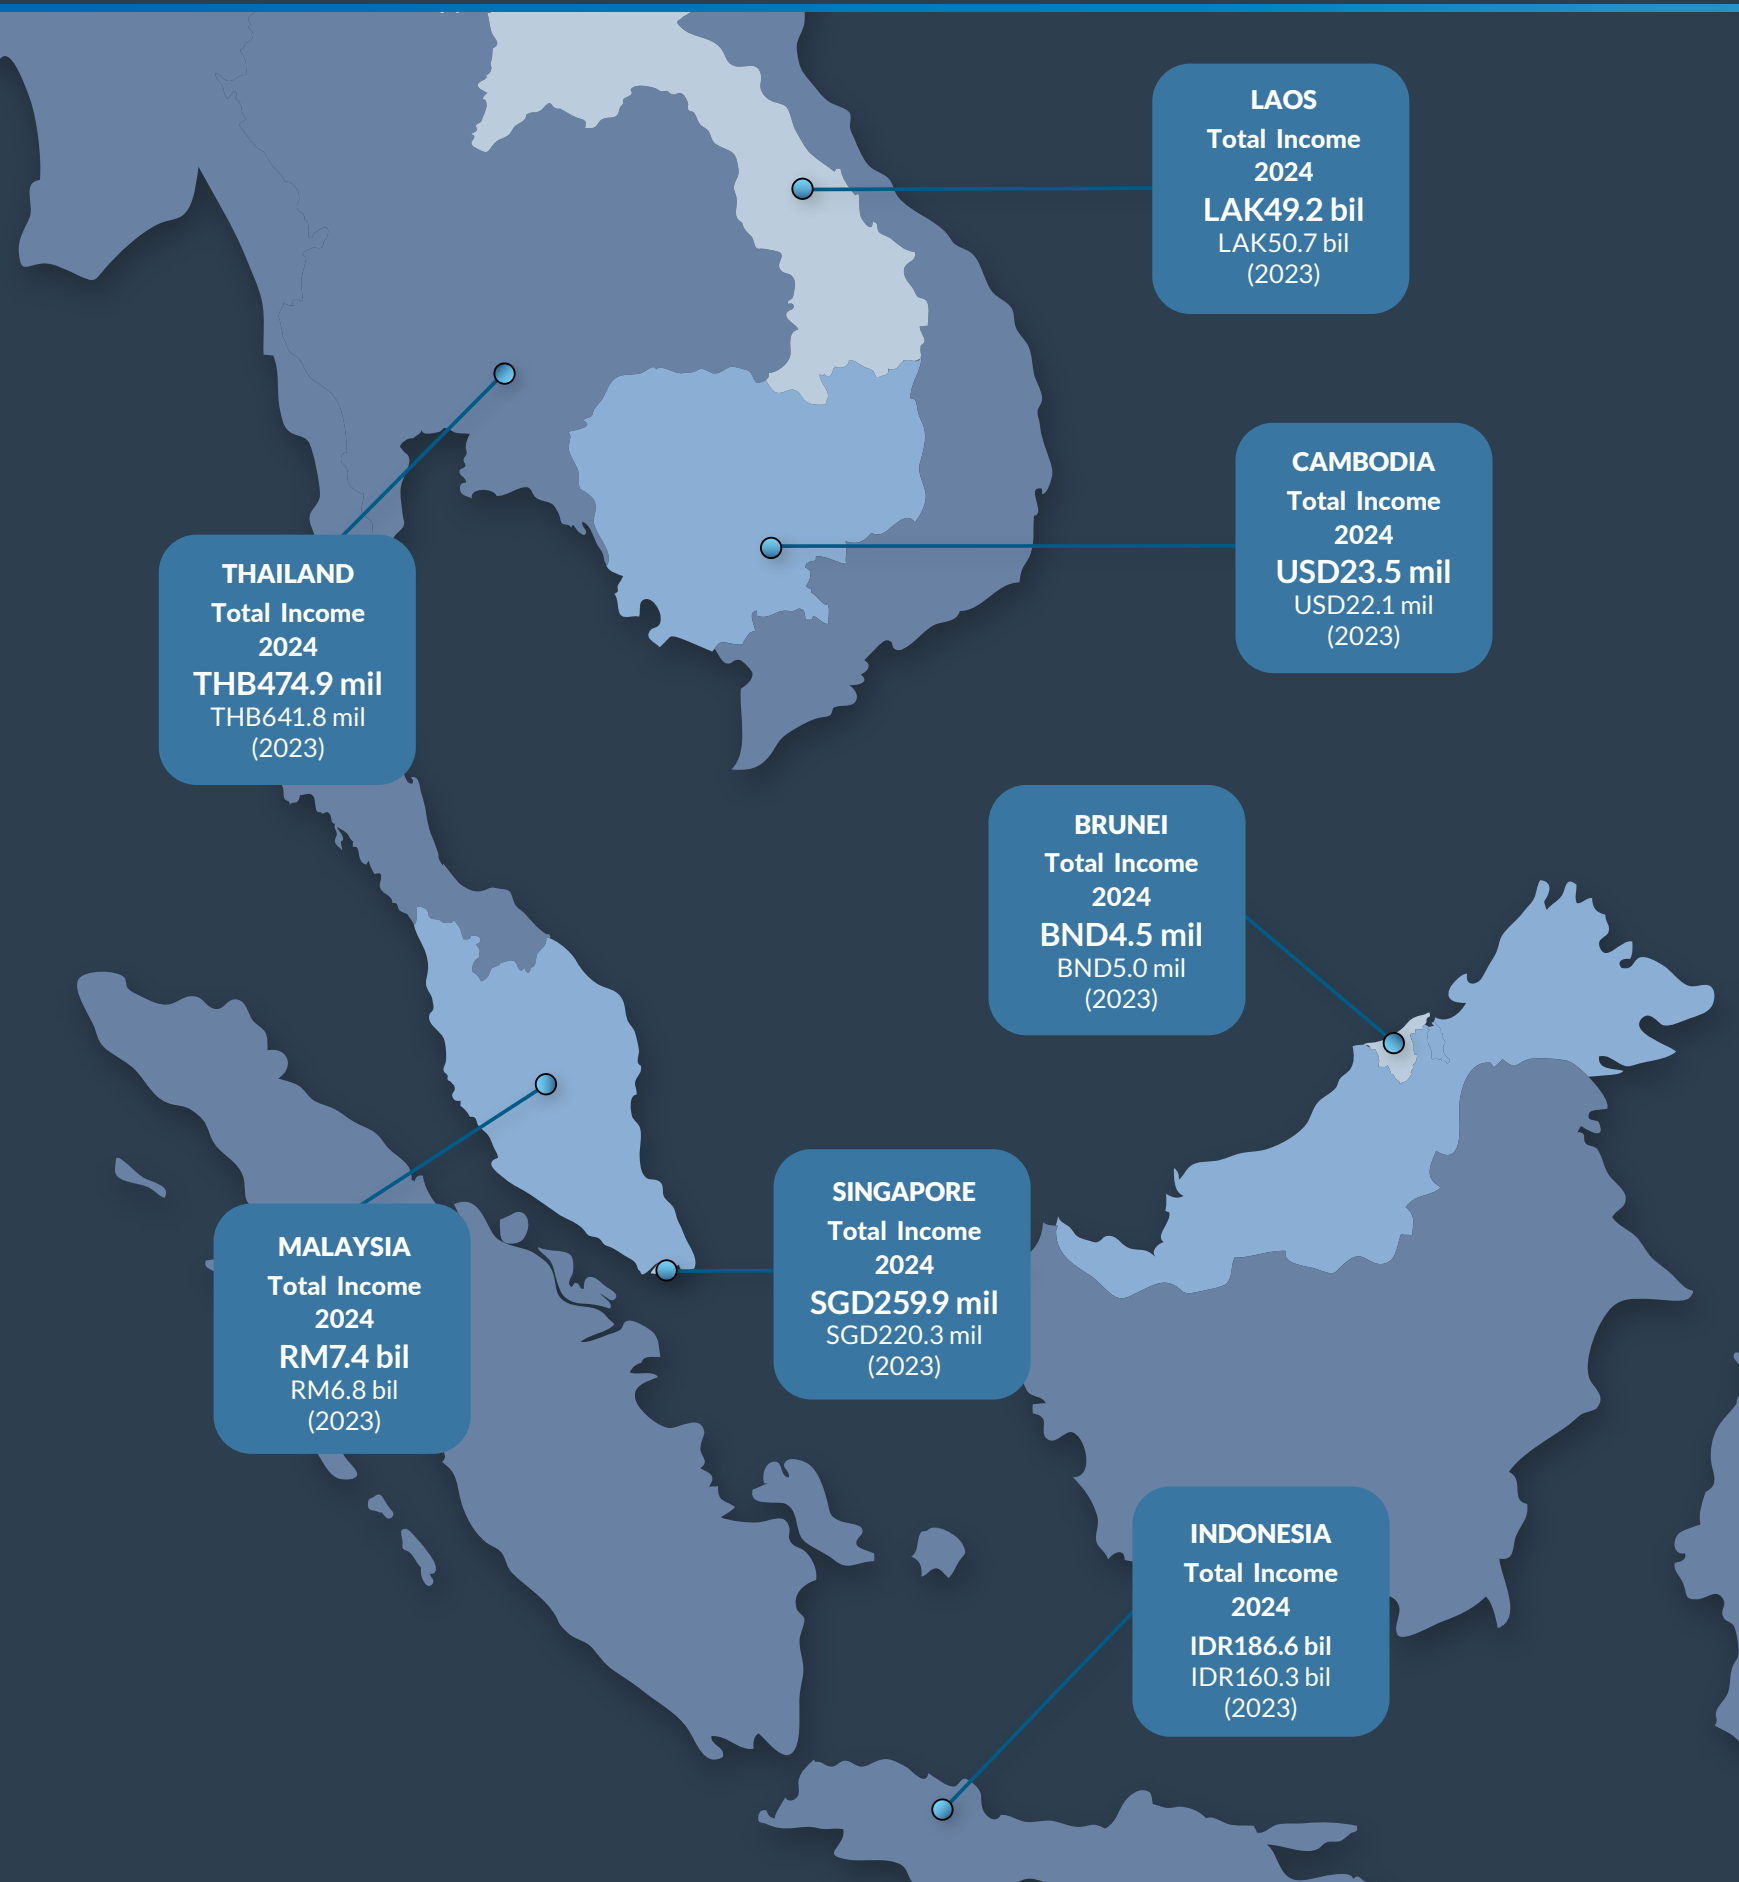 LAOS
Total Income
2024
LAK49.2 bil
LAK50.7 bil
(2023)
CAMBODIA
Total Income
2024
USD23.5 mil
USD22.1 mil
(2023)
THAILAND
Total Income
2024
THB474.9 mil
THB641.8 mil
(2023)
BRUNEI
Total Income
2024
BND4.5 mil
BND5.0 mil
(2023)
SINGAPORE
Total Income
2024
SGD259.9 mil
SGD220.3 mil
(2023)
MALAYSIA
Total Income
2024
RM7.4 bil
RM6.8 bil
(2023)
INDONESIA
Total Income
2024
IDR186.6 bil
IDR160.3 bil
(2023)